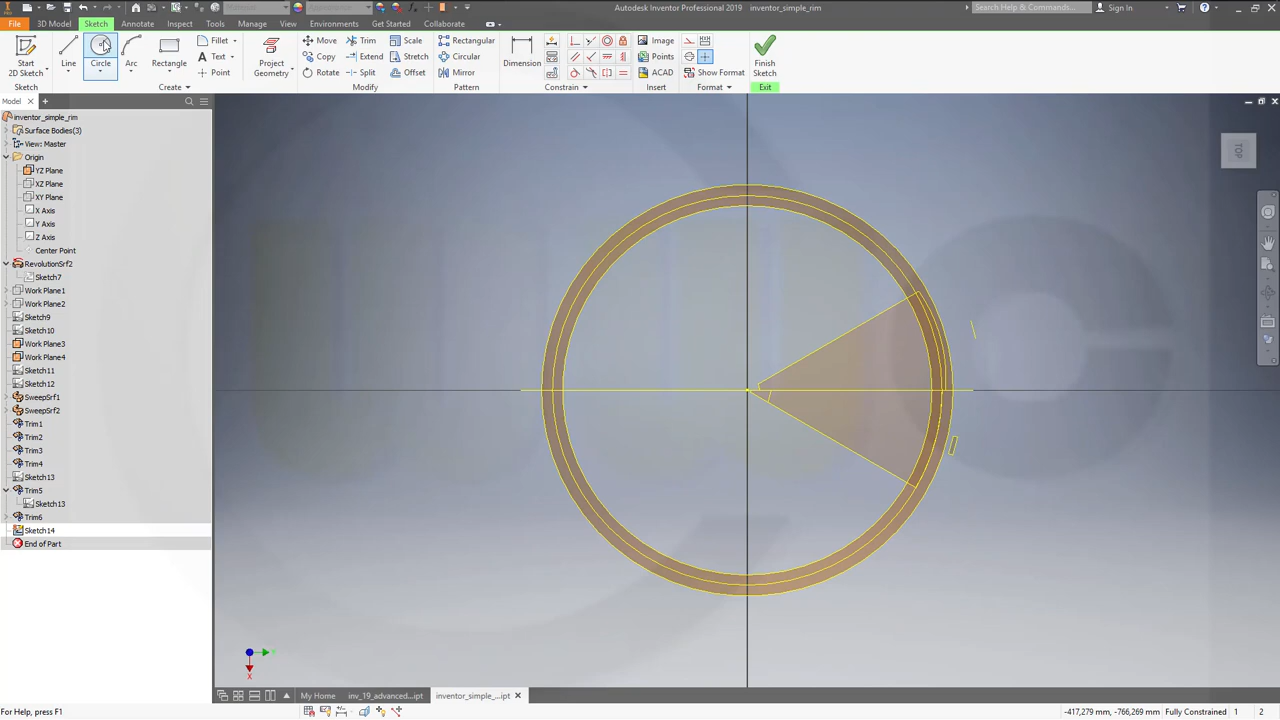 Autodesk Inventor Professional 2019 inventor_simple_rim
Search Help & Commands...
Sign In
File 3D Model Sketch Annotate Inspect Tools Manage View Environments Get Started Collaborate
Start
2D Sketch
Line
Circle
Arc
Rectangle
Fillet
Text
Point
Project
Geometry
Move
Copy
Rotate
Trim
Extend
Split
Scale
Stretch
Offset
Rectangular
Circular
Mirror
Dimension
Image
Points
ACAD
Show Format
Finish
Sketch
Sketch Create Modify Pattern Constrain Insert Format Exit
Model
inventor_simple_rim
Surface Bodies(3)
View: Master
Origin
YZ Plane
XZ Plane
XY Plane
X Axis
Y Axis
Z Axis
Center Point
RevolutionSrf2
Sketch7
Work Plane1
Work Plane2
Sketch9
Sketch10
Work Plane3
Work Plane4
Sketch11
Sketch12
SweepSrf1
SweepSrf2
Trim1
Trim2
Trim3
Trim4
Sketch13
Trim5
Sketch13
Trim6
Sketch14
End of Part
TOP
X
My Home inv_19_advanced...ipt inventor_simple_...ipt
For Help, press F1
-417,279 mm, -766,269 mm Fully Constrained 1 2